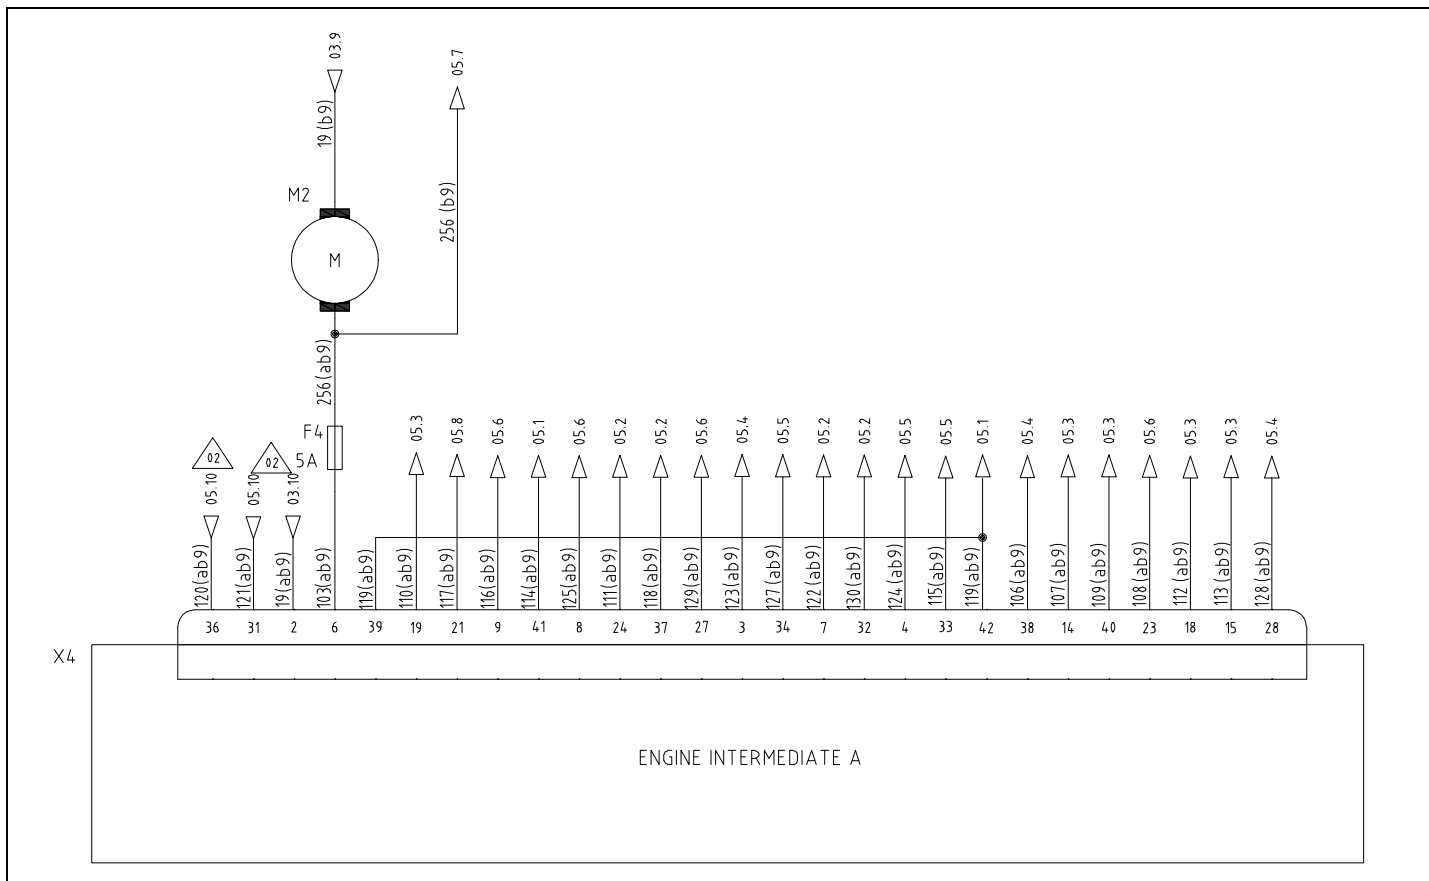 03.9
05.7
19(b9)
256 (b9)
M2
M
256(ab9)
F4
5A
02
02
05.10
05.10
03.10
05.3
05.8
05.6
05.1
05.6
05.2
05.2
05.6
05.4
05.5
05.2
05.2
05.5
05.5
05.1
05.4
05.3
05.3
05.6
05.3
05.3
05.4
120(ab9)
121(ab9)
19(ab9)
103(ab9)
119(ab9)
110(ab9)
117(ab9)
116(ab9)
114(ab9)
125(ab9)
111(ab9)
118(ab9)
129(ab9)
123(ab9)
127(ab9)
122(ab9)
130(ab9)
124(ab9)
115(ab9)
119(ab9)
106(ab9)
107(ab9)
109(ab9)
108 (ab9)
112 (ab9)
113 (ab9)
128 (ab9)
36 31 2 6 39 19 21 9 41 8 24 37 27 3 34 7 32 4 33 42 38 14 40 23 18 15 28
X4
ENGINE INTERMEDIATE A